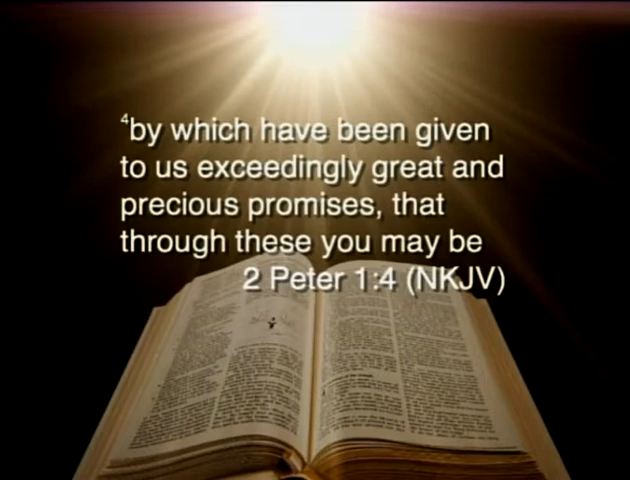 4by which have been given
to us exceedingly great and
precious promises, that
through these you may be
2 Peter 1:4 (NKJV)